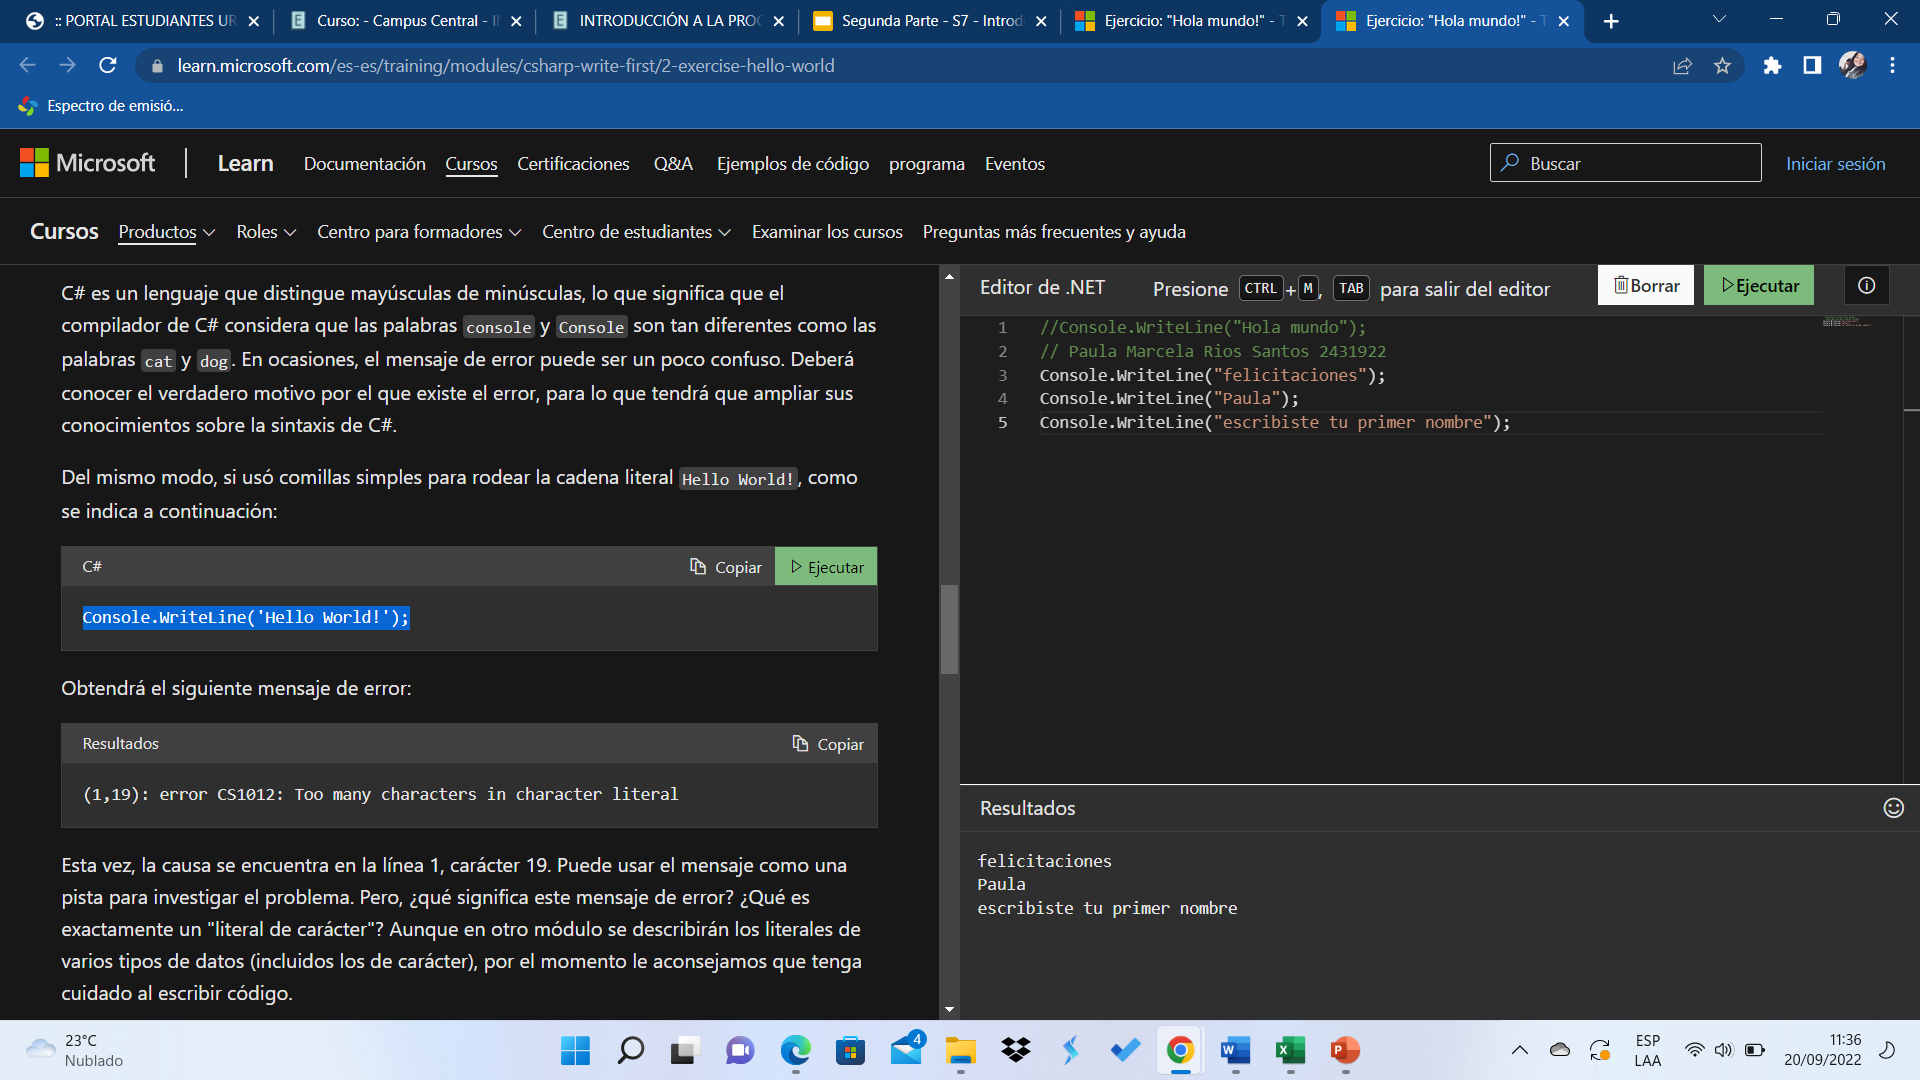 :: PORTAL ESTUDIANTES UR
Curso: - Campus Central - II
INTRODUCCIÓN A LA PROC
Segunda Parte - S7 - Introd
Ejercicio: "Hola mundo!" - T
Ejercicio: "Hola mundo!" - T
learn.microsoft.com/es-es/training/modules/csharp-write-first/2-exercise-hello-world
Espectro de emisió...
Microsoft
Learn Documentación Cursos Certificaciones Q&A Ejemplos de código programa Eventos
Buscar
Iniciar sesión
Cursos Productos Roles Centro para formadores Centro de estudiantes Examinar los cursos Preguntas más frecuentes y ayuda
C# es un lenguaje que distingue mayúsculas de minúsculas, lo que significa que el
compilador de C# considera que las palabras console y Console son tan diferentes como las
palabras cat y dog. En ocasiones, el mensaje de error puede ser un poco confuso. Deberá
conocer el verdadero motivo por el que existe el error, para lo que tendrá que ampliar sus
conocimientos sobre la sintaxis de C#.
Del mismo modo, si usó comillas simples para rodear la cadena literal Hello World!, como
se indica a continuación:
C#
Copiar
Ejecutar
Console.WriteLine('Hello World!');
Obtendrá el siguiente mensaje de error:
Resultados
Copiar
(1,19): error CS1012: Too many characters in character literal
Esta vez, la causa se encuentra en la línea 1, carácter 19. Puede usar el mensaje como una
pista para investigar el problema. Pero, ¿qué significa este mensaje de error? ¿Qué es
exactamente un "literal de carácter"? Aunque en otro módulo se describirán los literales de
varios tipos de datos (incluidos los de carácter), por el momento le aconsejamos que tenga
cuidado al escribir código.
Editor de .NET
Presione CTRL+M, TAB para salir del editor
Borrar
Ejecutar
1 //Console.WriteLine("Hola mundo");
2 // Paula Marcela Rios Santos 2431922
3 Console.WriteLine("felicitaciones");
4 Console.WriteLine("Paula");
5 Console.WriteLine("escribiste tu primer nombre");
Resultados
felicitaciones
Paula
escribiste tu primer nombre
23°C
Nublado
4
ESP
LAA
11:36
20/09/2022